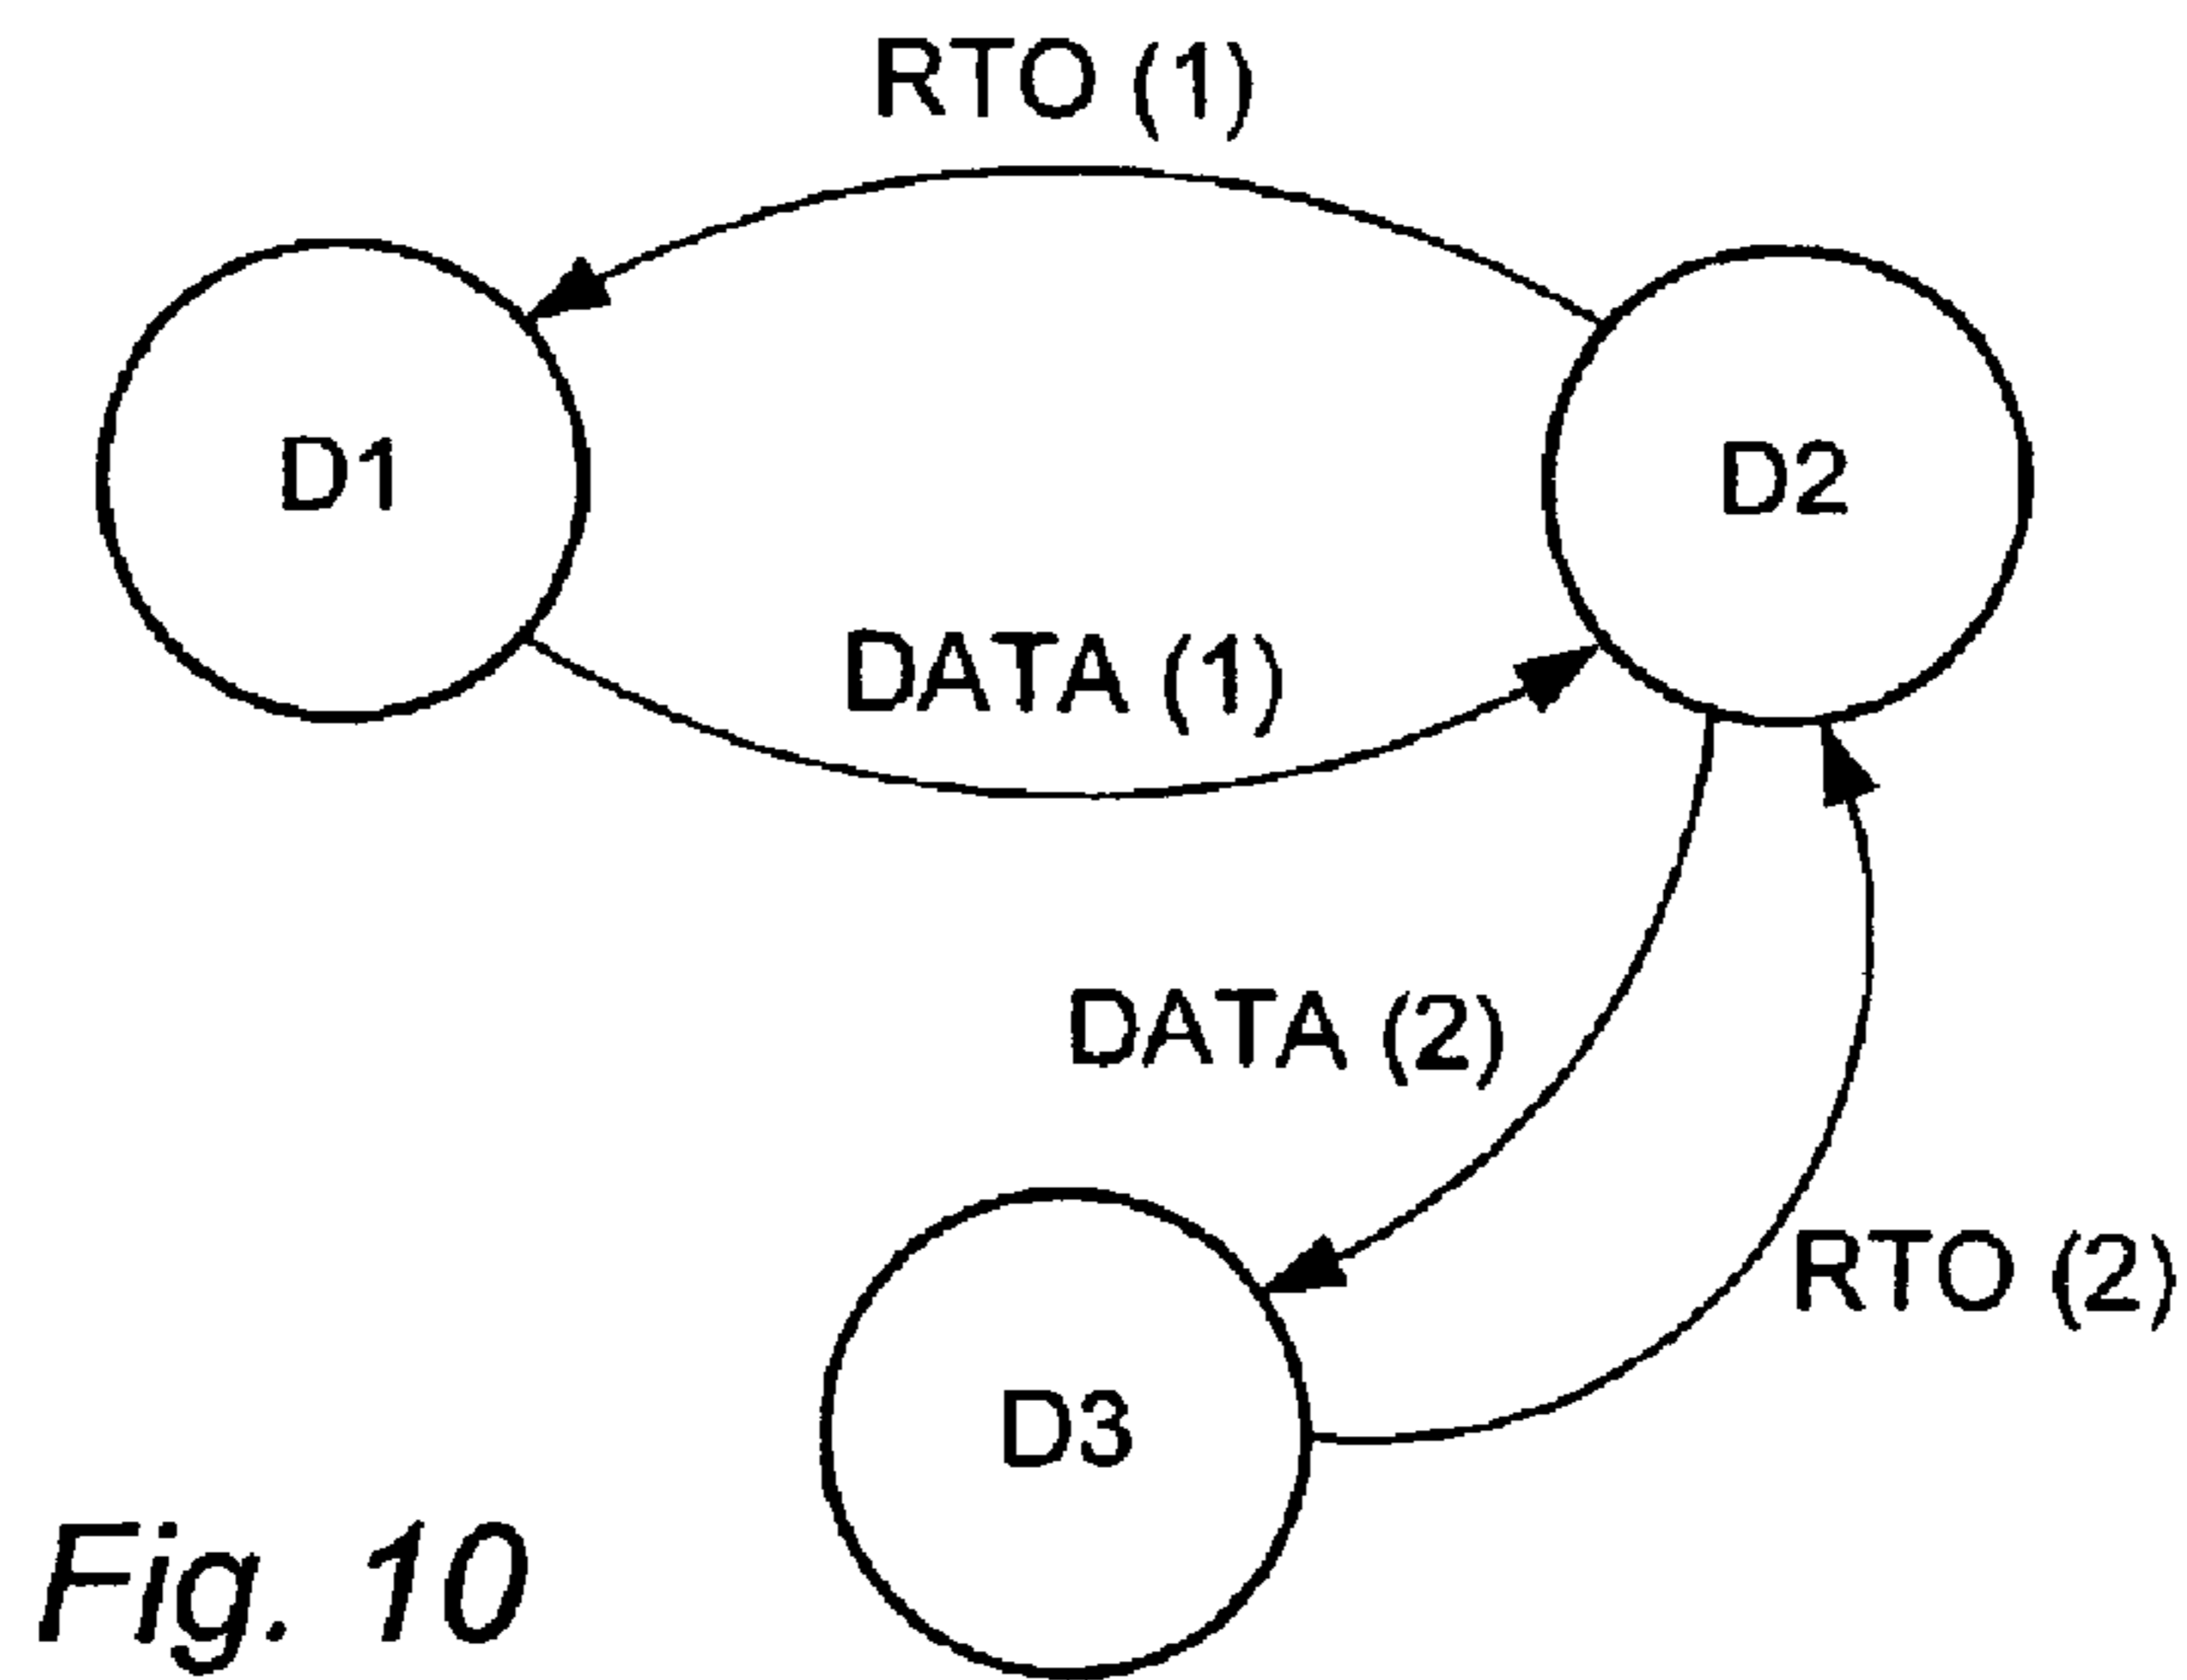 RTO (1)
D1
D2
DATA (1)
DATA (2)
RTO (2)
D3
Fig. 10